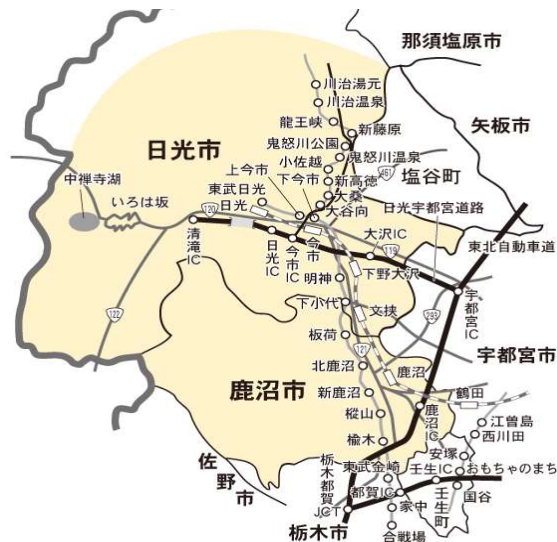 那須塩原市
川治湯元
川治温泉
龍王峡
新藤原
矢板市
鬼怒川公園
鬼怒川温泉
日光市
小佐越
461
塩谷町
上今市
下今市
新高徳
中禅寺湖
東武日光
大桑
いろは坂
日光
大谷向
日光宇都宮道路
120
大沢IC
119
東北自動車道
清滝IC
日光IC
今市IC
今市
下野大沢
明神
宇都宮IC
122
下小代
文挟
293
板荷
121
宇都宮市
北鹿沼
鹿沼
鹿沼市
新鹿沼
鶴田
樅山
鹿沼IC
江曽島
西川田
楡木
安塚
佐野市
栃木都賀JCT
東武金崎
壬生IC
おもちゃのまち
都賀IC
家中
壬生町
国谷
栃木市
合戦場